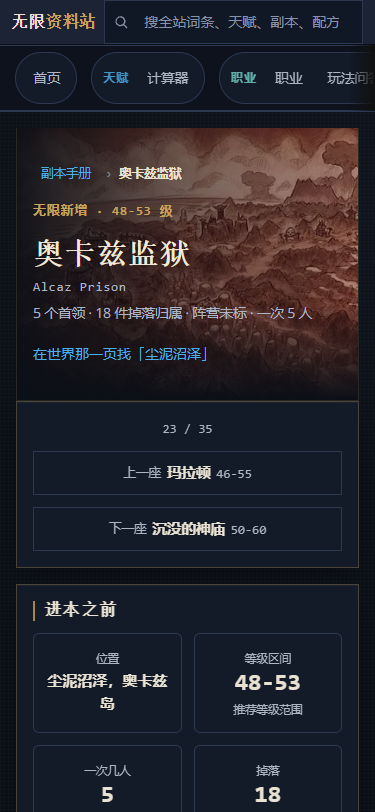 无限资料站
搜全站词条、天赋、副本、配方
首页
天赋 计算器
职业 职业 玩法问
副本手册 › 奥卡兹监狱
无限新增 · 48-53 级
奥卡兹监狱
Alcaz Prison
5 个首领 · 18 件掉落归属 · 阵营未标 · 一次 5 人
在世界那一页找「尘泥沼泽」
23 / 35
上一座 玛拉顿 46-55
下一座 沉没的神庙 50-60
进本之前
位置
尘泥沼泽，奥卡兹
岛
等级区间
48-53
推荐等级范围
一次几人
5
掉落
18